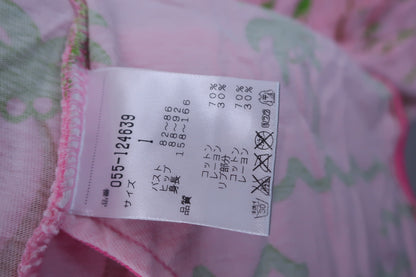 品番 055-124639
サイズ 1
バスト 82~86
ヒップ 88~92
身長 158~166
品質
コットン 70%
レーヨン 30%
リブ部分
コットン 70%
レーヨン 30%